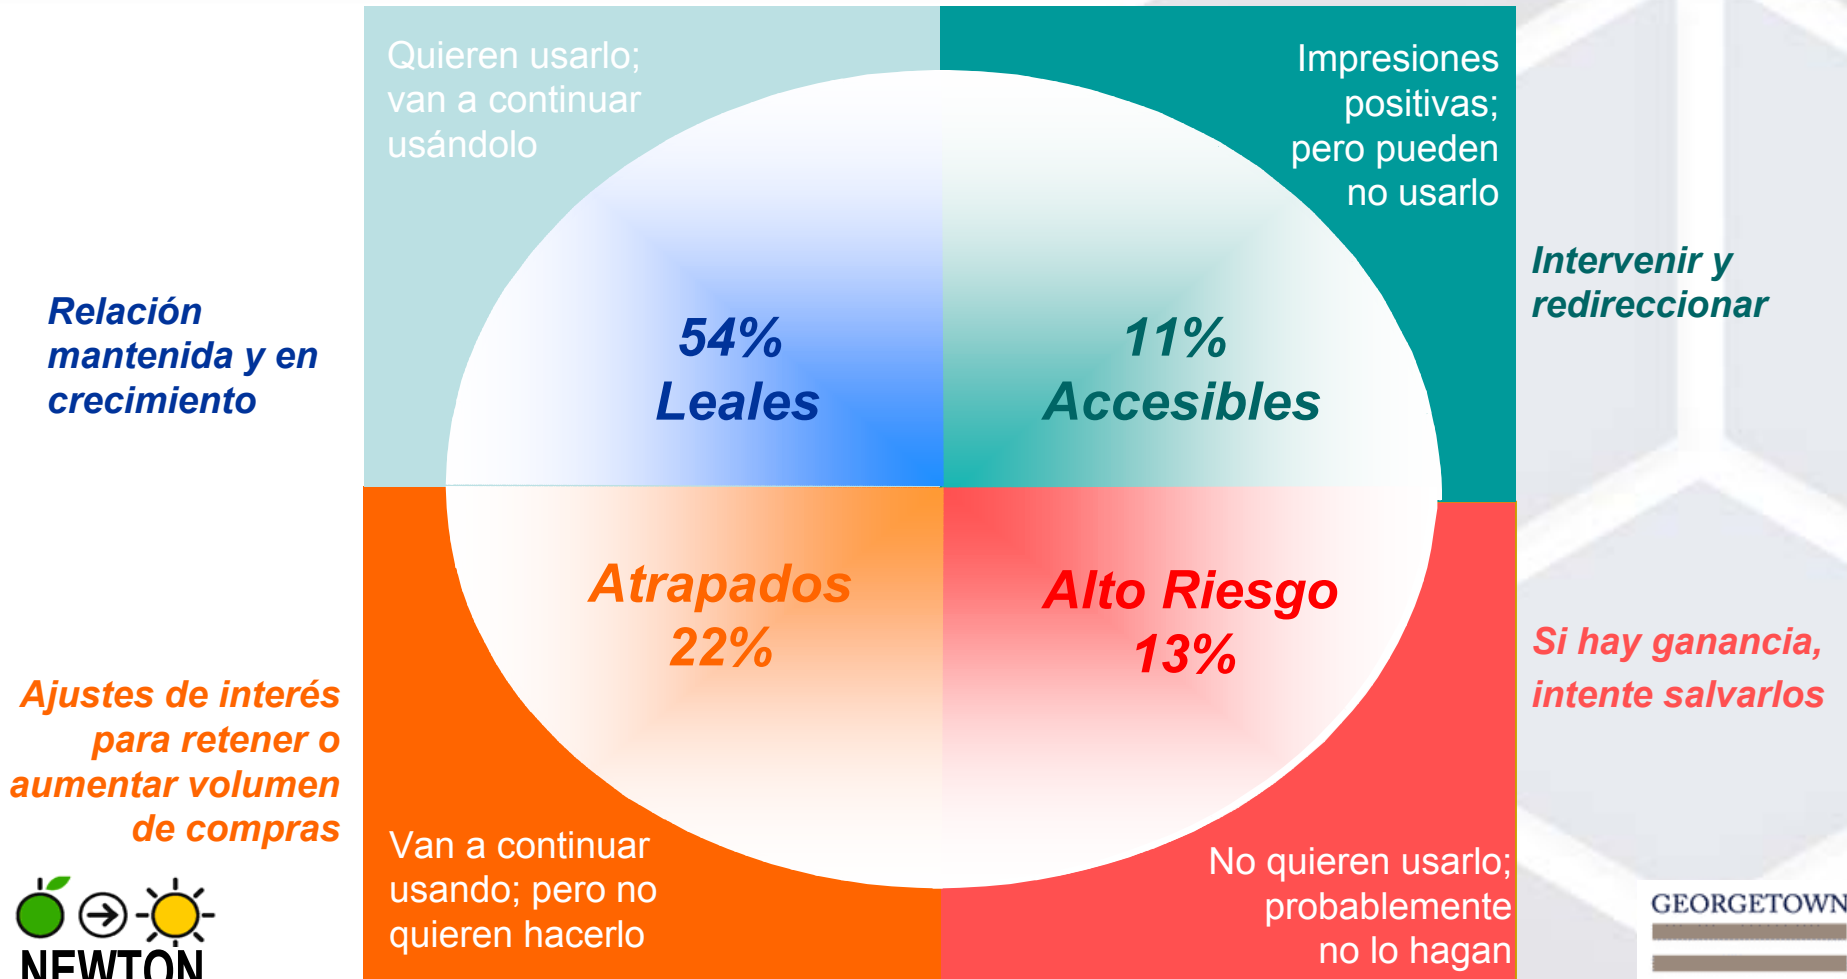 Quieren usarlo;
van a continuar
usándolo
Impresiones
positivas;
pero pueden
no usarlo
Relación
mantenida y en
crecimiento
54%
Leales
11%
Accesibles
Intervenir y
redireccionar
Atrapados
22%
Alto Riesgo
13%
Ajustes de interés
para retener o
aumentar volumen
de compras
Si hay ganancia,
intente salvarlos
Van a continuar
usando; pero no
quieren hacerlo
No quieren usarlo;
probablemente
no lo hagan
NEWTON
GEORGETOWN